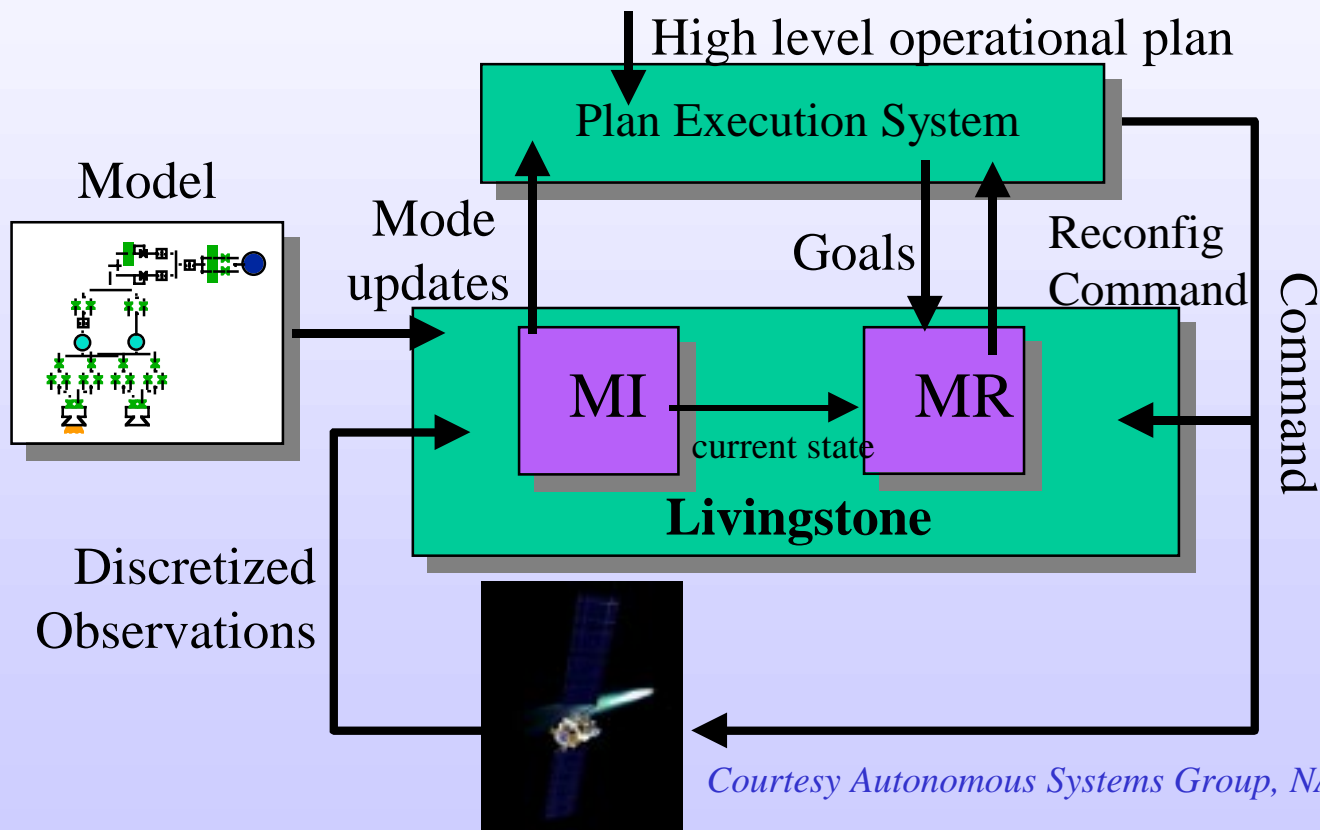 High level operational plan
Plan Execution System
Model
Mode
updates
Goals
Reconfig
Command
Command
MI
MR
current state
Livingstone
Discretized
Observations
Courtesy Autonomous Systems Group,